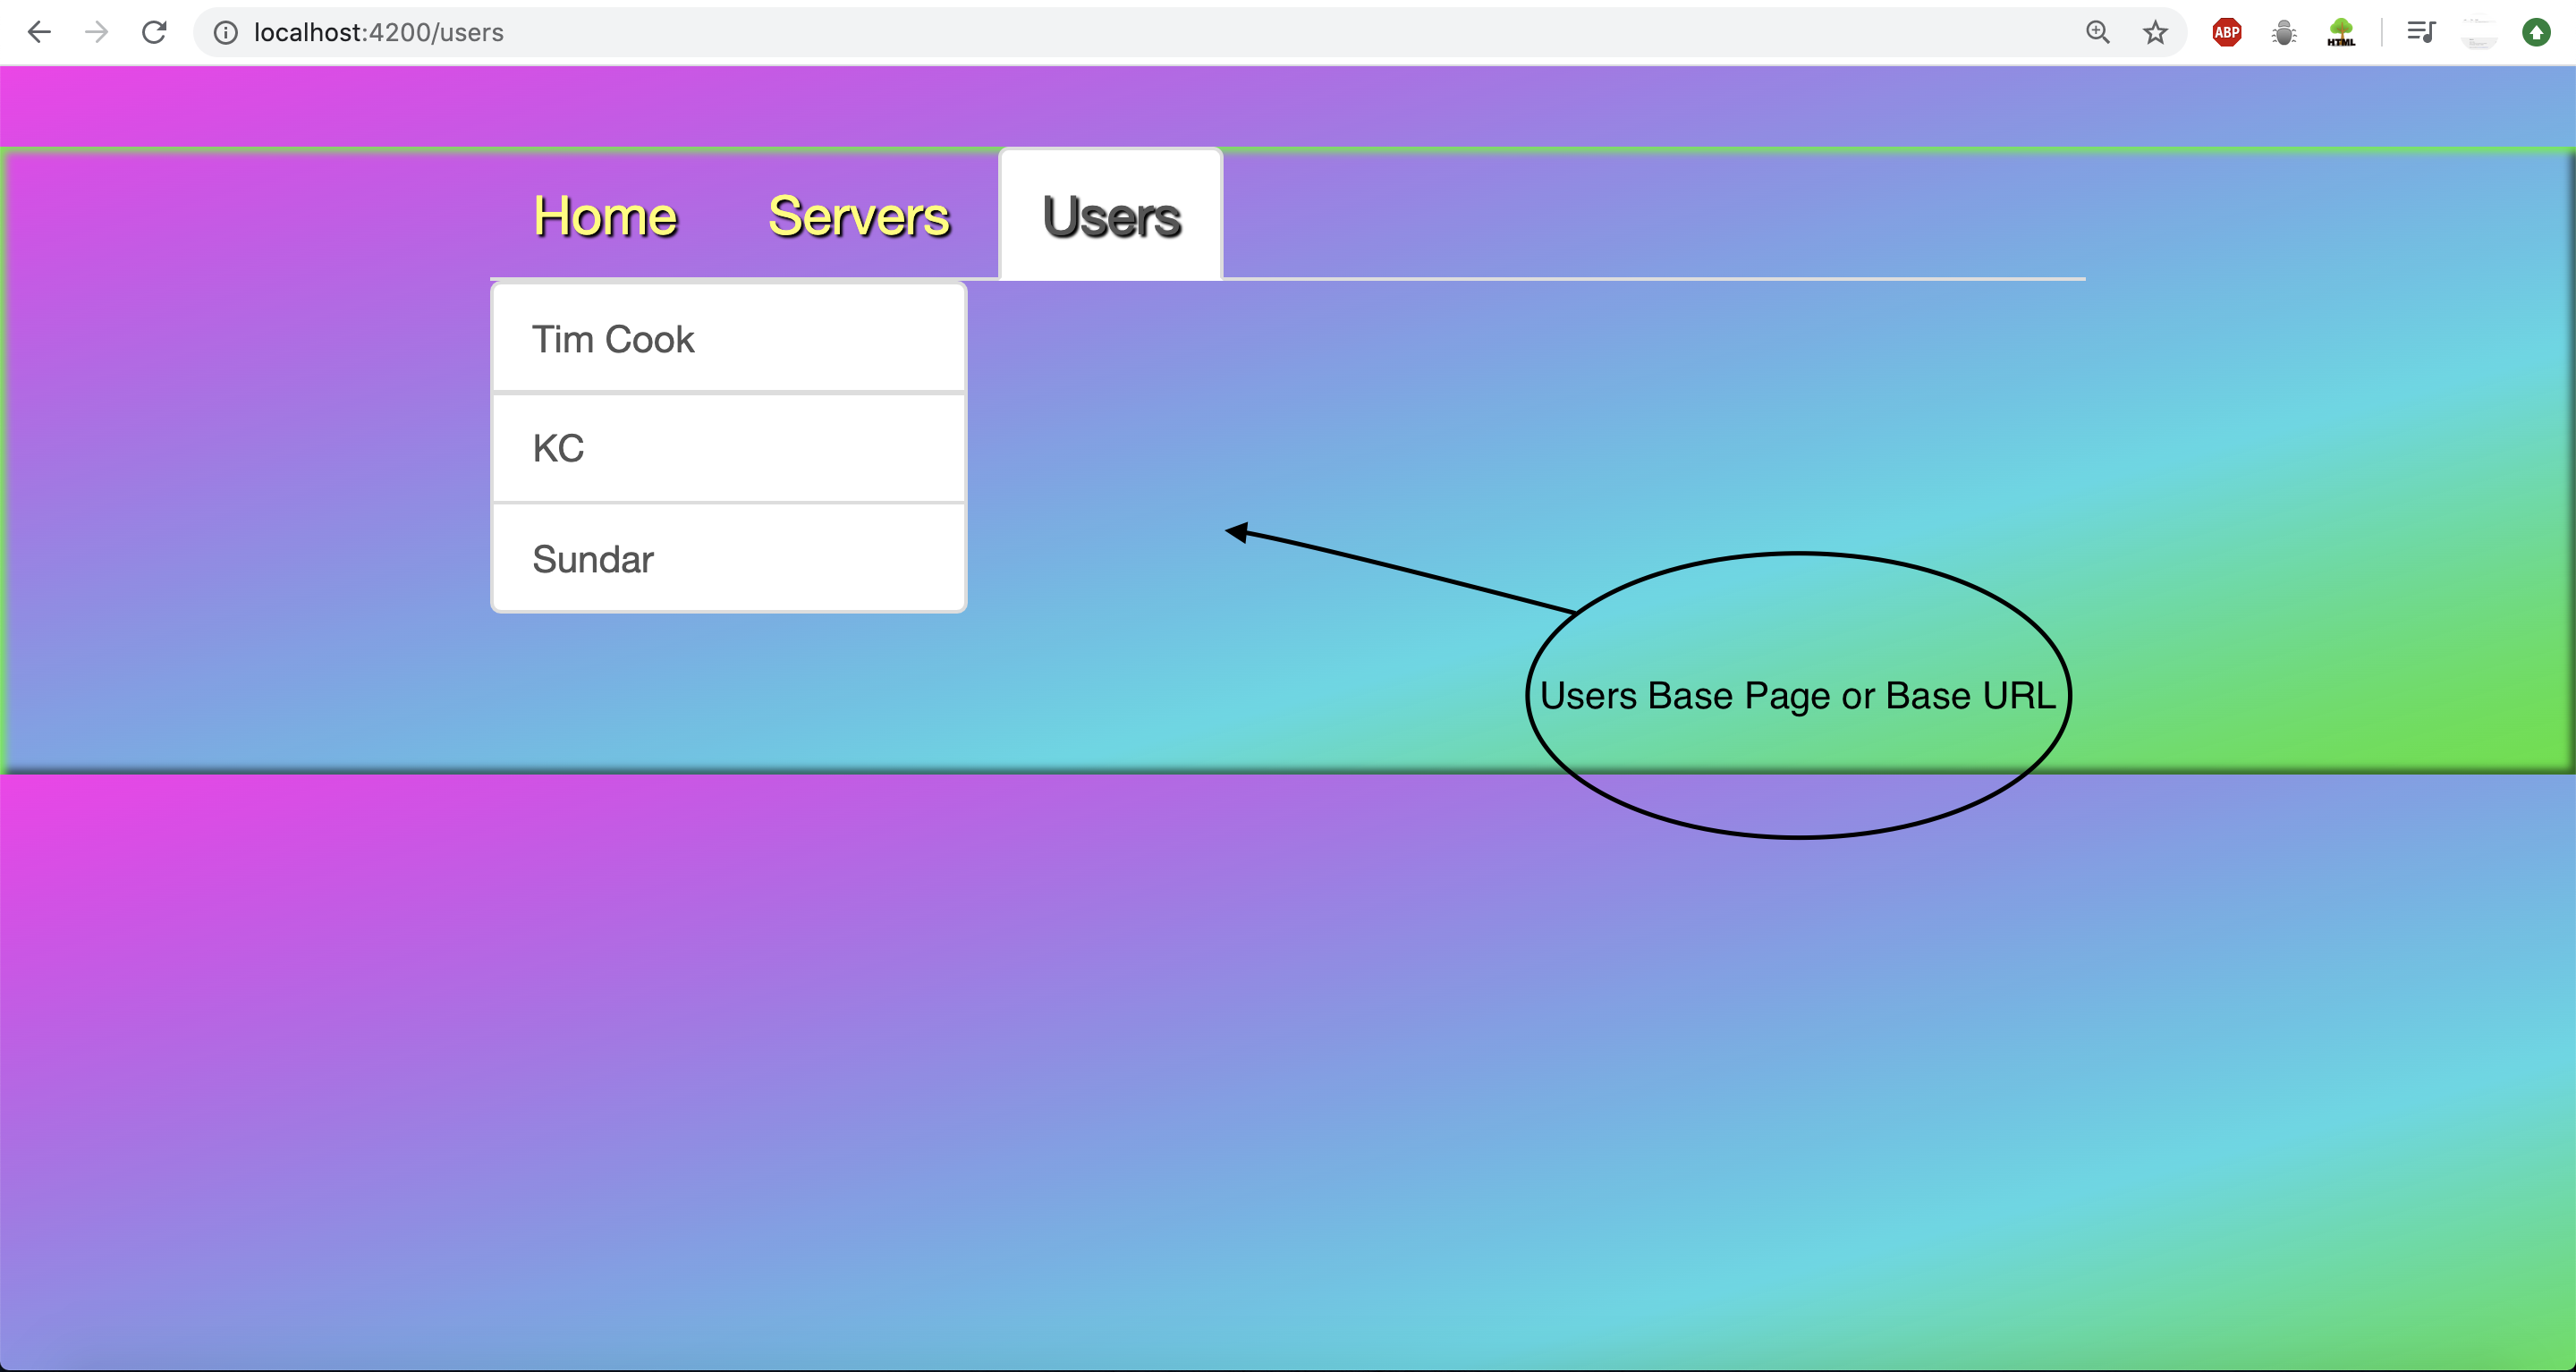 localhost:4200/users
ABP
HTML
Home Servers Users
Tim Cook
KC
Sundar
Users Base Page or Base URL